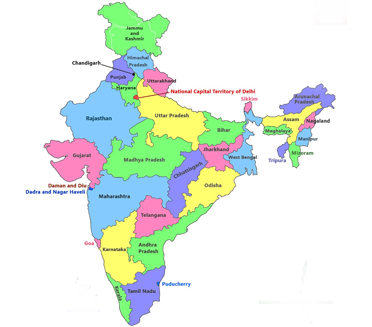 Jammu
and
Kashmir
Himachal
Pradesh
Chandigarh
Punjab
Uttarakhand
Haryana
National Capital Territory of Delhi
Arunachal
Pradesh
Sikkim
Rajasthan
Uttar Pradesh
Assam
Nagaland
Bihar
Meghalaya
Manipur
Gujarat
Madhya Pradesh
Jharkhand
West Bengal
Tripura
Mizoram
Chhattisgarh
Daman and Diu
Dadra and Nagar Haveli
Maharashtra
Odisha
Telangana
Goa
Karnataka
Andhra
Pradesh
Kerala
Tamil Nadu
Puducherry